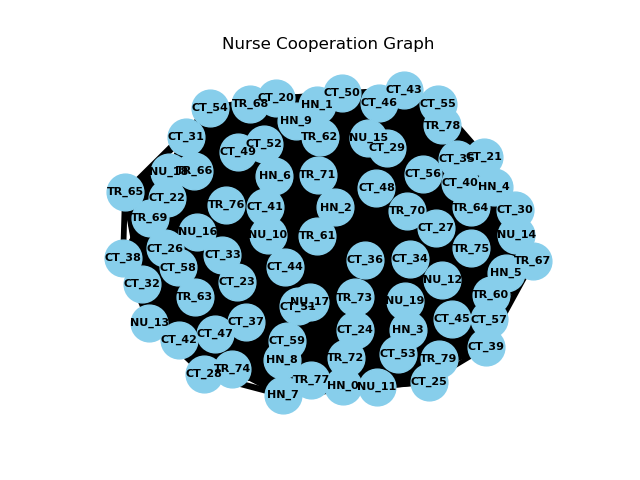 Nurse Cooperation Graph
CT_43
CT_50
CT_20
CT_46
CT_55
TR_68
HN_1
CT_54
HN_9
TR_78
CT_31
TR_62
NU_15
CT_52
CT_29
CT_49
CT_35
CT_21
TR_66
CT_56
HN_6
TR_71
CT_40
HN_4
CT_48
TR_65
CT_22
TR_76
CT_41
HN_2
TR_70
TR_64
CT_30
TR_69
CT_27
NU_16
NU_10
TR_61
NU_14
CT_26
TR_75
CT_33
CT_38
CT_36
CT_34
TR_67
CT_58
CT_44
HN_5
CT_32
CT_23
NU_12
TR_63
TR_60
TR_73
NU_19
NU_17
CT_51
CT_45
CT_57
NU_13
CT_37
CT_47
CT_24
HN_3
CT_42
CT_59
CT_39
CT_53
HN_8
TR_72
TR_79
TR_74
CT_28
TR_77
CT_25
HN_0
NU_11
HN_7